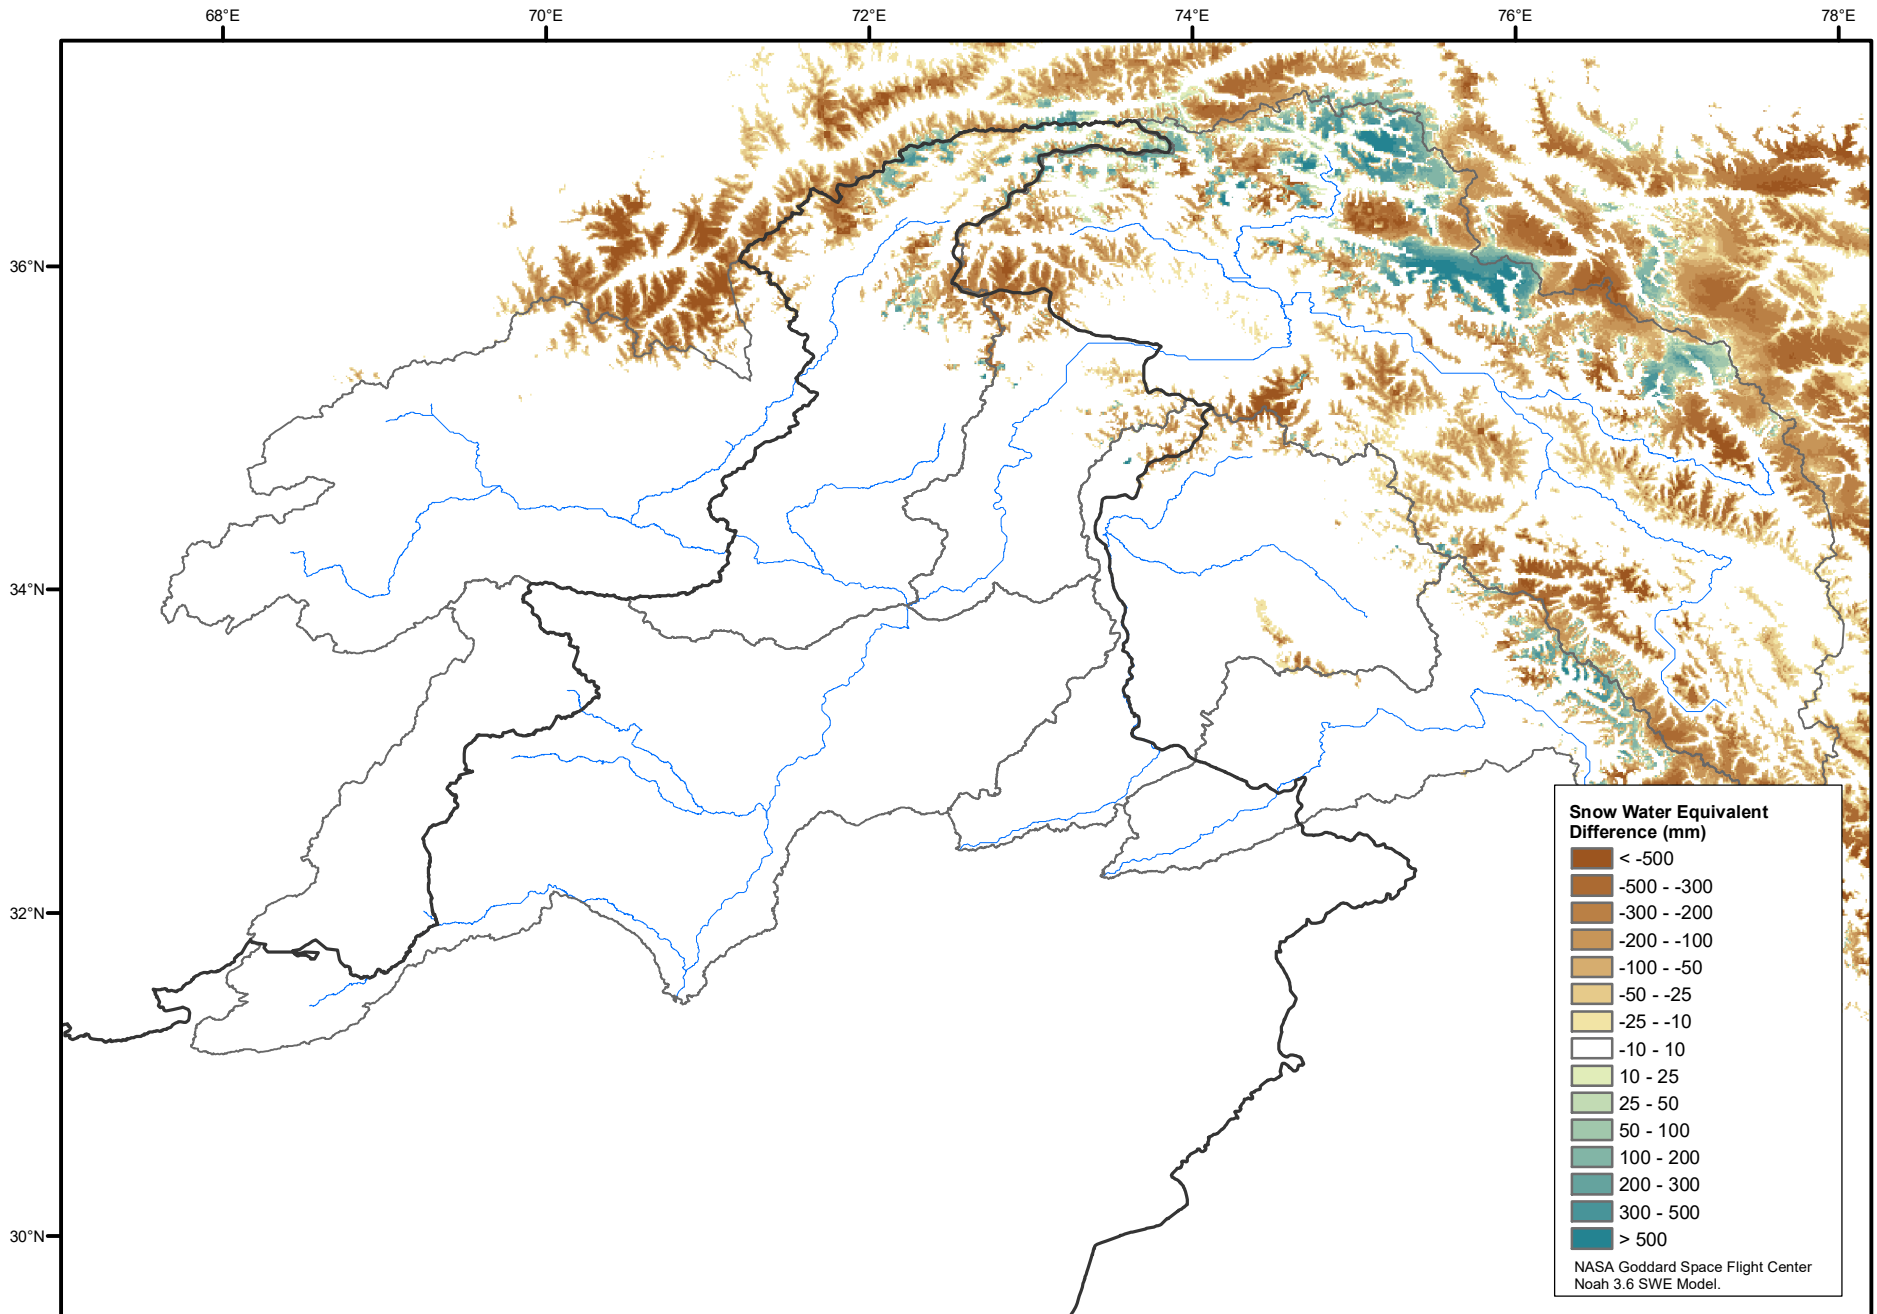 68°E 70°E 72°E 74°E 76°E 78°E
36°N
34°N
32°N
30°N
Snow Water Equivalent
Difference (mm)
< -500
-500 - -300
-300 - -200
-200 - -100
-100 - -50
-50 - -25
-25 - -10
-10 - 10
10 - 25
25 - 50
50 - 100
100 - 200
200 - 300
300 - 500
> 500
NASA Goddard Space Flight Center
Noah 3.6 SWE Model.